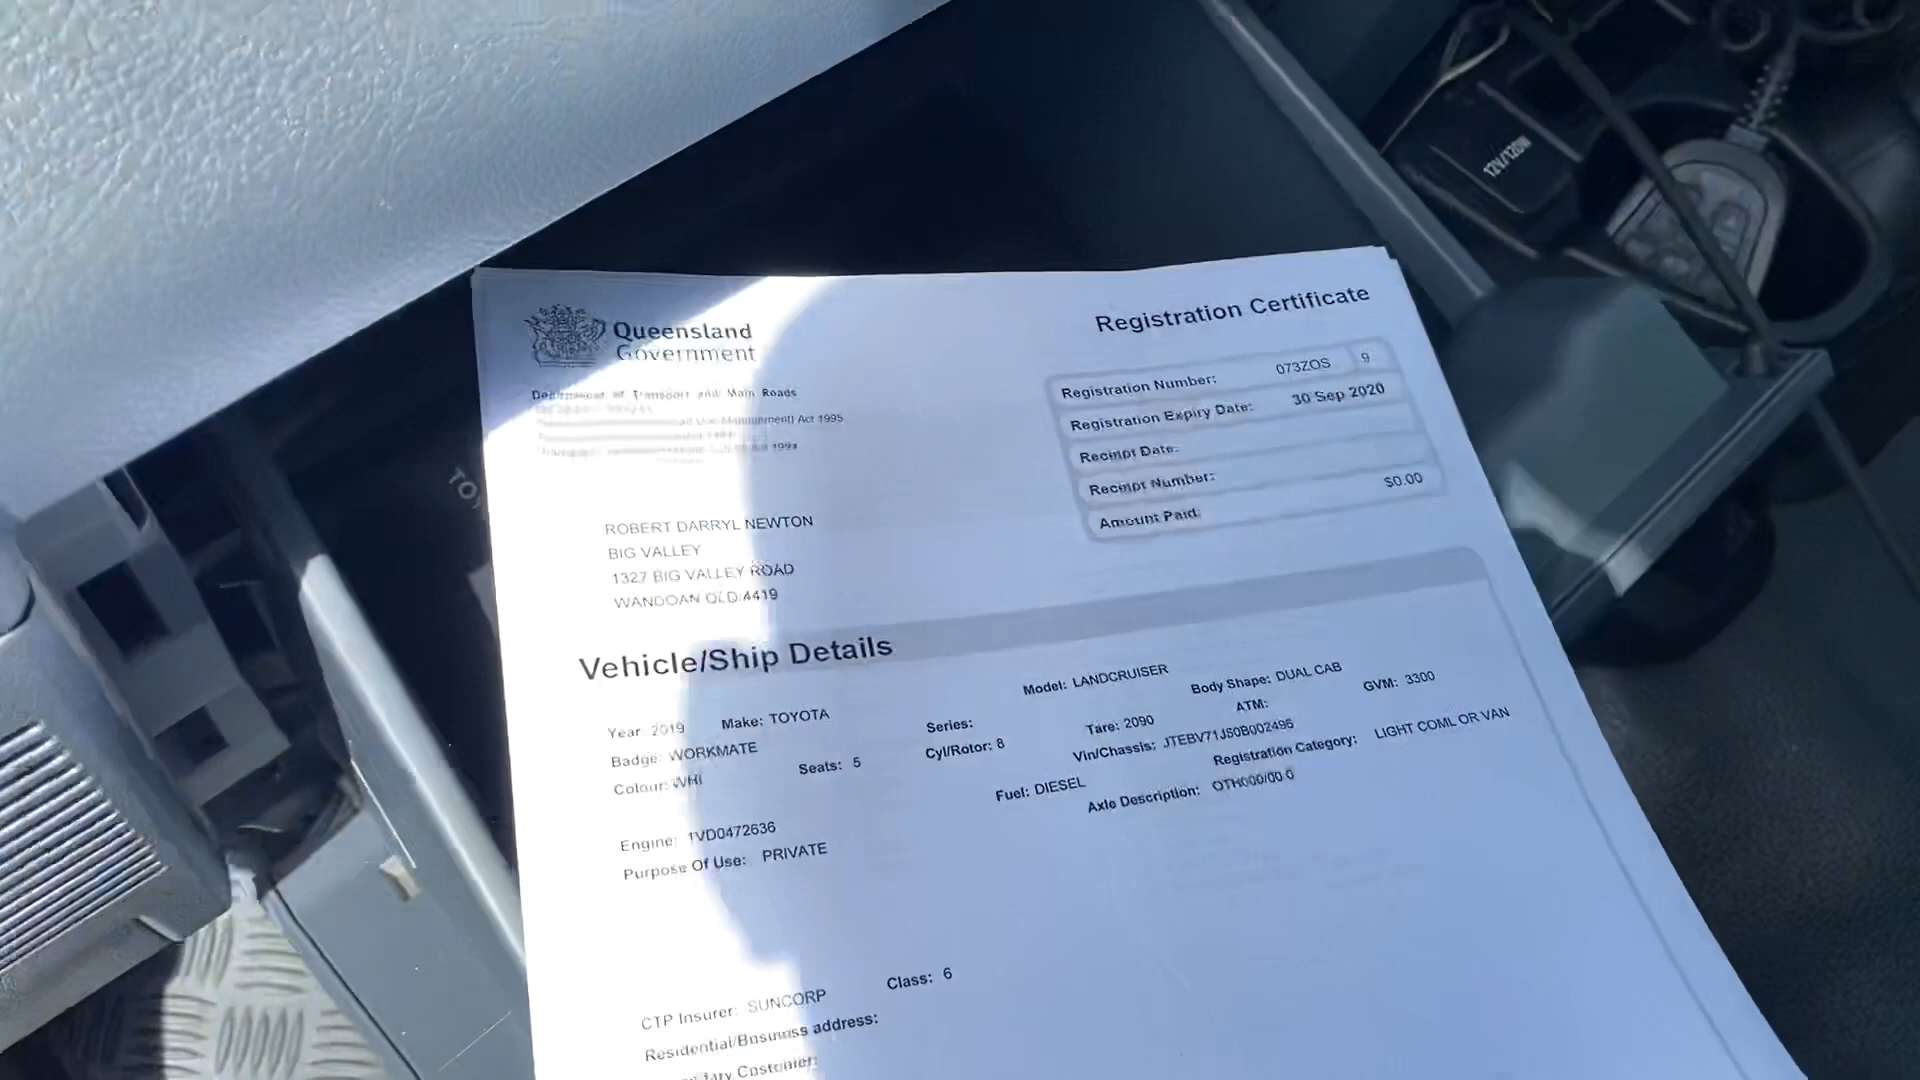 12V/120W
TOY
Queensland
Government
Registration Certificate
Department of Transport and Main Roads
Act 1995
Registration Number: 073ZOS 9
Registration Expiry Date: 30 Sep 2020
Receipt Date:
Receipt Number:
Amount Paid: $0.00
ROBERT DARRYL NEWTON
BIG VALLEY
1327 BIG VALLEY ROAD
WANDOAN QLD 4419
Vehicle/Ship Details
Year: 2019 Make: TOYOTA Model: LANDCRUISER Body Shape: DUAL CAB
Badge: WORKMATE Series: Tare: 2090 ATM: GVM: 3300
Colour: WHI Seats: 5 Cyl/Rotor: 8 Vin/Chassis: JTEBV71J50B002495
Fuel: DIESEL Registration Category: LIGHT COML OR VAN
Engine: 1VD0472636 Axle Description: OTH000/00.0
Purpose Of Use: PRIVATE
CTP Insurer: SUNCORP Class: 6
Residential/Business address:
Customer: